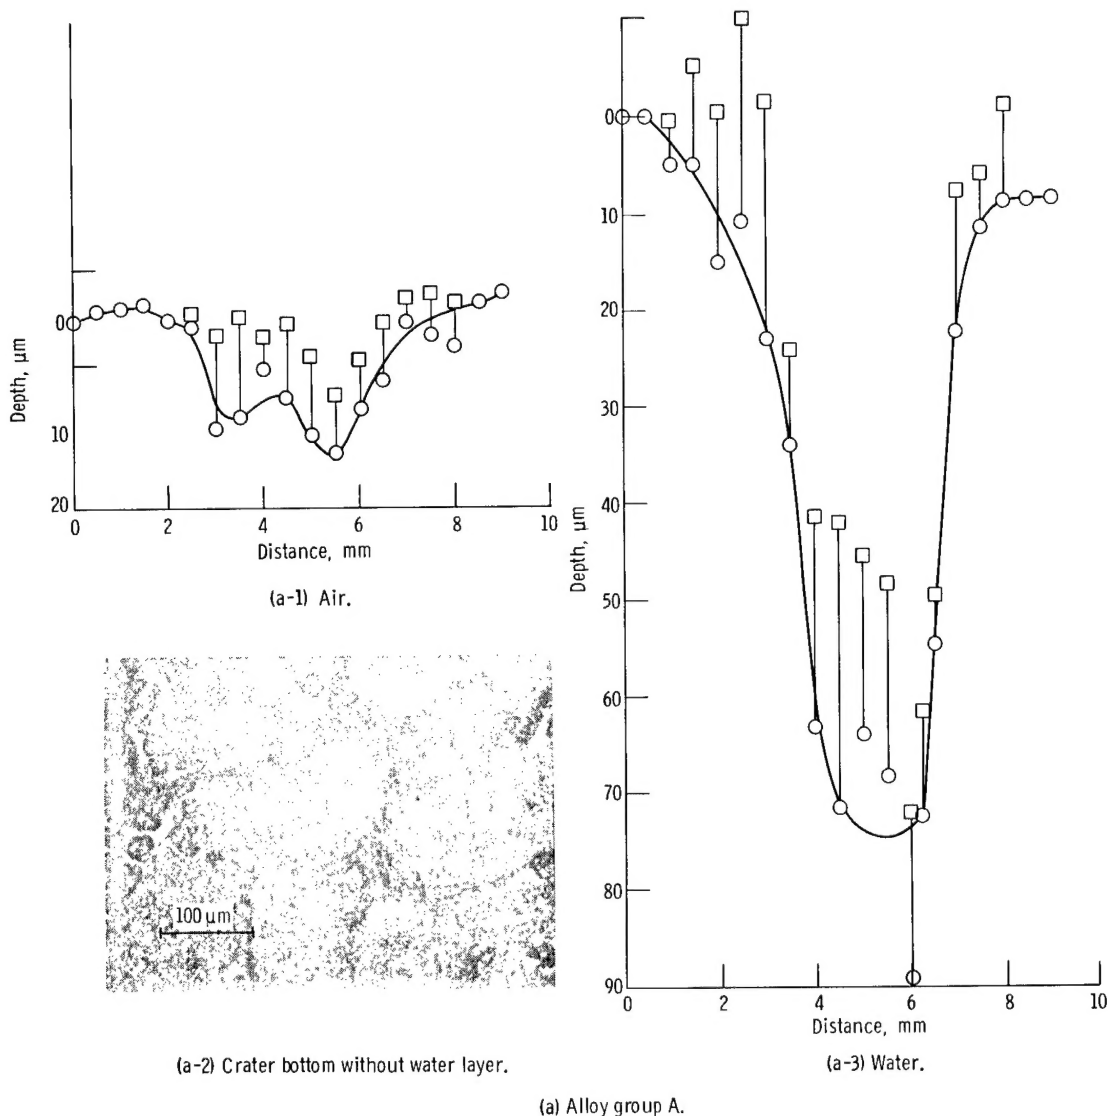 0
10
20
Depth, µm
0 2 4 6 8 10
Distance, mm
(a-1) Air.
100 µm
(a-2) Crater bottom without water layer.
0
10
20
30
40
50
60
70
80
90
Depth, µm
0 2 4 6 8 10
Distance, mm
(a-3) Water.
(a) Alloy group A.